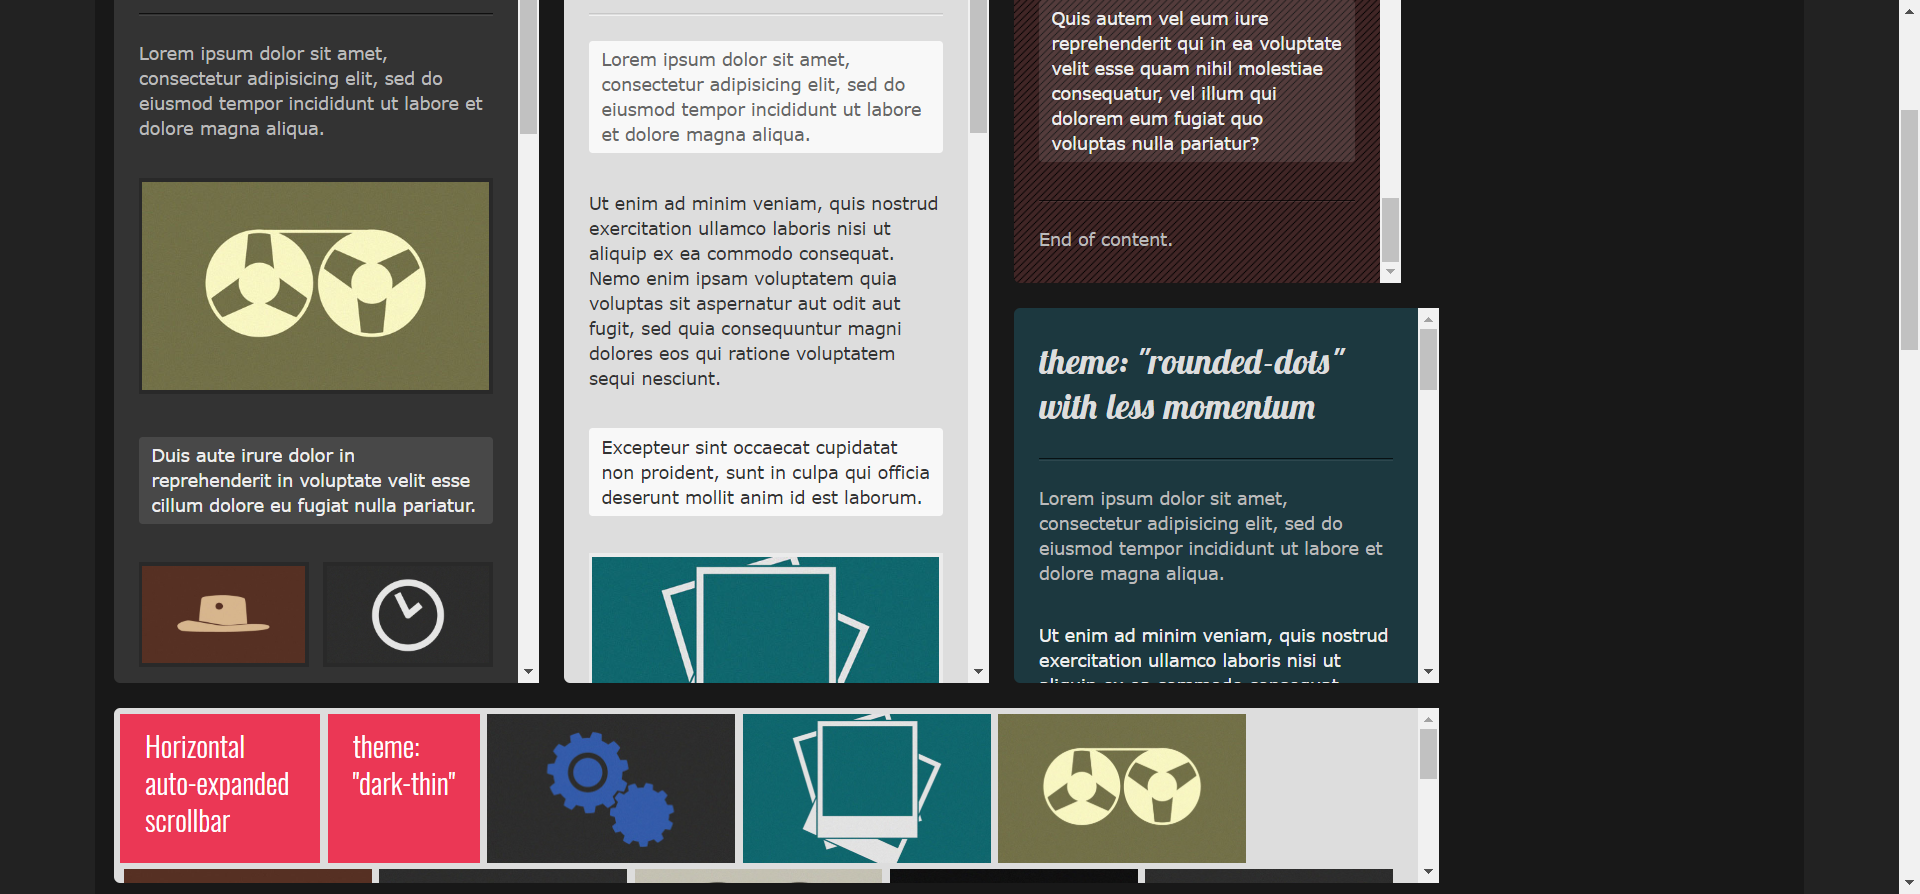 Lorem ipsum dolor sit amet,
consectetur adipisicing elit, sed do
eiusmod tempor incididunt ut labore et
dolore magna aliqua.
Duis aute irure dolor in
reprehenderit in voluptate velit esse
cillum dolore eu fugiat nulla pariatur.
Lorem ipsum dolor sit amet,
consectetur adipisicing elit, sed do
eiusmod tempor incididunt ut labore
et dolore magna aliqua.
Ut enim ad minim veniam, quis nostrud
exercitation ullamco laboris nisi ut
aliquip ex ea commodo consequat.
Nemo enim ipsam voluptatem quia
voluptas sit aspernatur aut odit aut
fugit, sed quia consequuntur magni
dolores eos qui ratione voluptatem
sequi nesciunt.
Excepteur sint occaecat cupidatat
non proident, sunt in culpa qui officia
deserunt mollit anim id est laborum.
Quis autem vel eum iure
reprehenderit qui in ea voluptate
velit esse quam nihil molestiae
consequatur, vel illum qui
dolorem eum fugiat quo
voluptas nulla pariatur?
End of content.
theme: "rounded-dots"
with less momentum
Lorem ipsum dolor sit amet,
consectetur adipisicing elit, sed do
eiusmod tempor incididunt ut labore et
dolore magna aliqua.
Ut enim ad minim veniam, quis nostrud
exercitation ullamco laboris nisi ut
aliquip ex ea commodo consequat.
Horizontal
auto-expanded
scrollbar
theme:
"dark-thin"